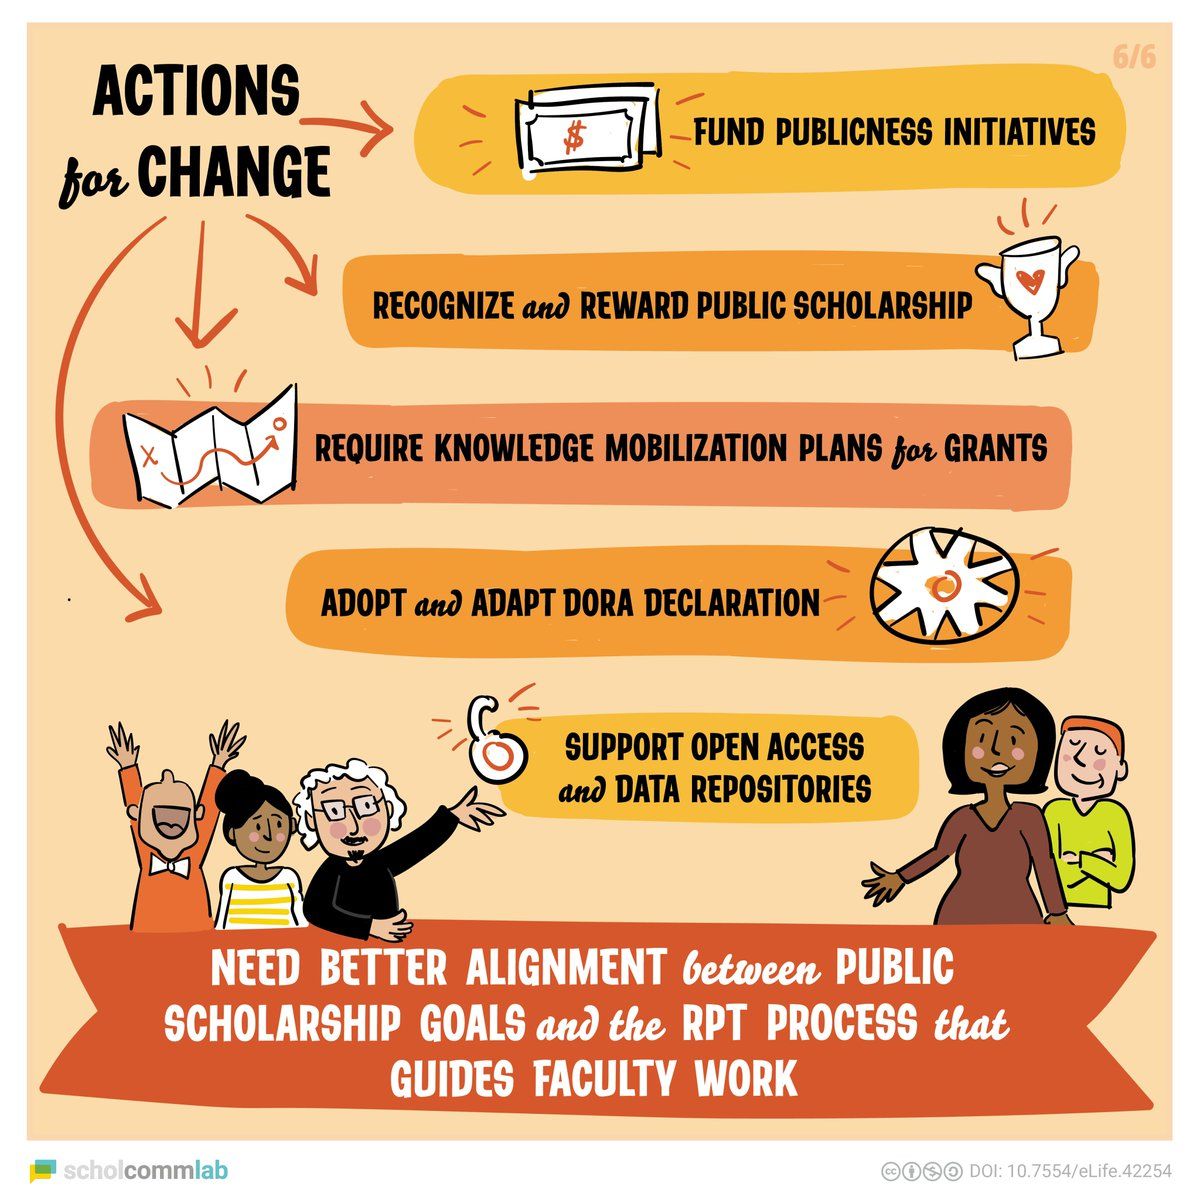 6/6
ACTIONS
for CHANGE
$
FUND PUBLICNESS INITIATIVES
RECOGNIZE and REWARD PUBLIC SCHOLARSHIP
X
REQUIRE KNOWLEDGE MOBILIZATION PLANS for GRANTS
ADOPT and ADAPT DORA DECLARATION
SUPPORT OPEN ACCESS
and DATA REPOSITORIES
NEED BETTER ALIGNMENT between PUBLIC
SCHOLARSHIP GOALS and the RPT PROCESS that
GUIDES FACULTY WORK
scholcommlab
DOI: 10.7554/eLife.42254